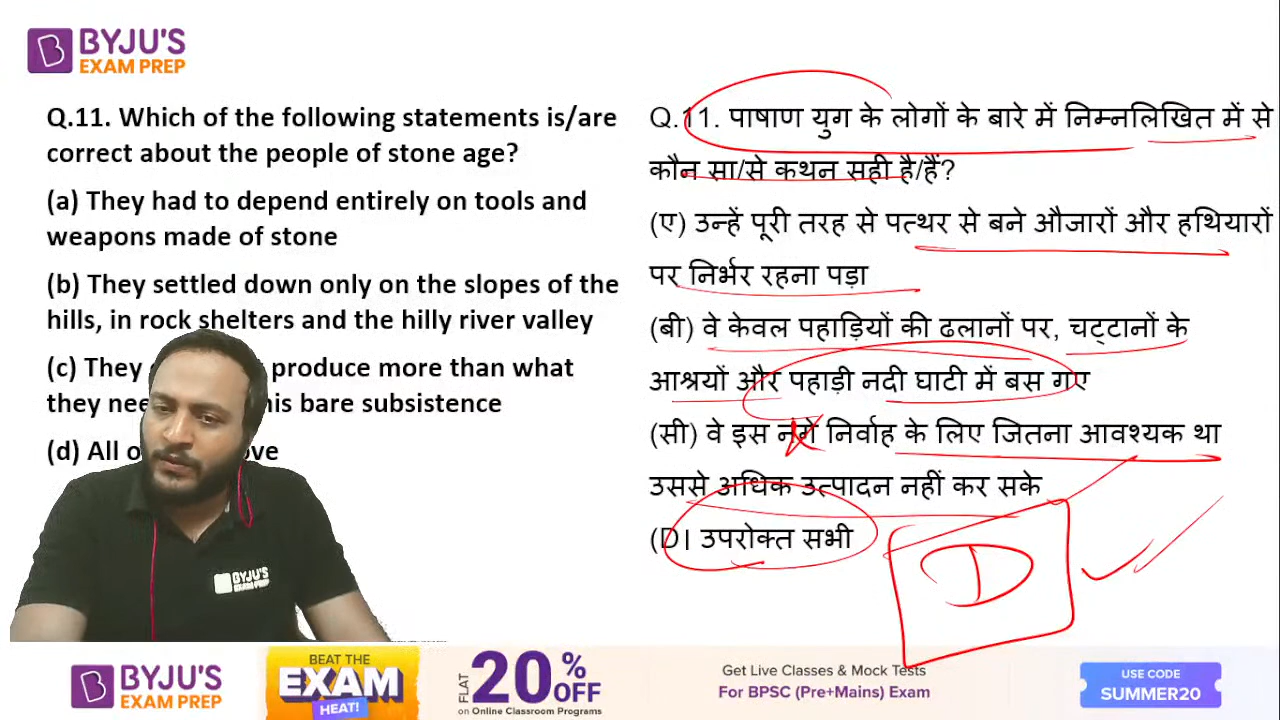 BYJU'S
EXAM PREP
Q.11. Which of the following statements is/are
correct about the people of stone age?
(a) They had to depend entirely on tools and
weapons made of stone
(b) They settled down only on the slopes of the
hills, in rock shelters and the hilly river valley
(c) They produce more than what
they his bare subsistence
(d) All
Q.11. पाषाण युग के लोगों के बारे में निम्नलिखित में से
कौन सा/से कथन सही है/हैं?
(ए) उन्हें पूरी तरह से पत्थर से बने औजारों और हथियारों
पर निर्भर रहना पड़ा
(बी) वे केवल पहाड़ियों की ढलानों पर, चट्टानों के
आश्रयों और पहाड़ी नदी घाटी में बस गए
(सी) वे इस नंगे निर्वाह के लिए जितना आवश्यक था
उससे अधिक उत्पादन नहीं कर सके
(D। उपरोक्त सभी
D
BYJU'S
EXAM PREP
BYJU'S
EXAM PREP
BEAT THE
EXAM
HEAT!
FLAT 20% OFF
on Online Classroom Programs
Get Live Classes & Mock Tests
For BPSC (Pre+Mains) Exam
USE CODE
SUMMER20